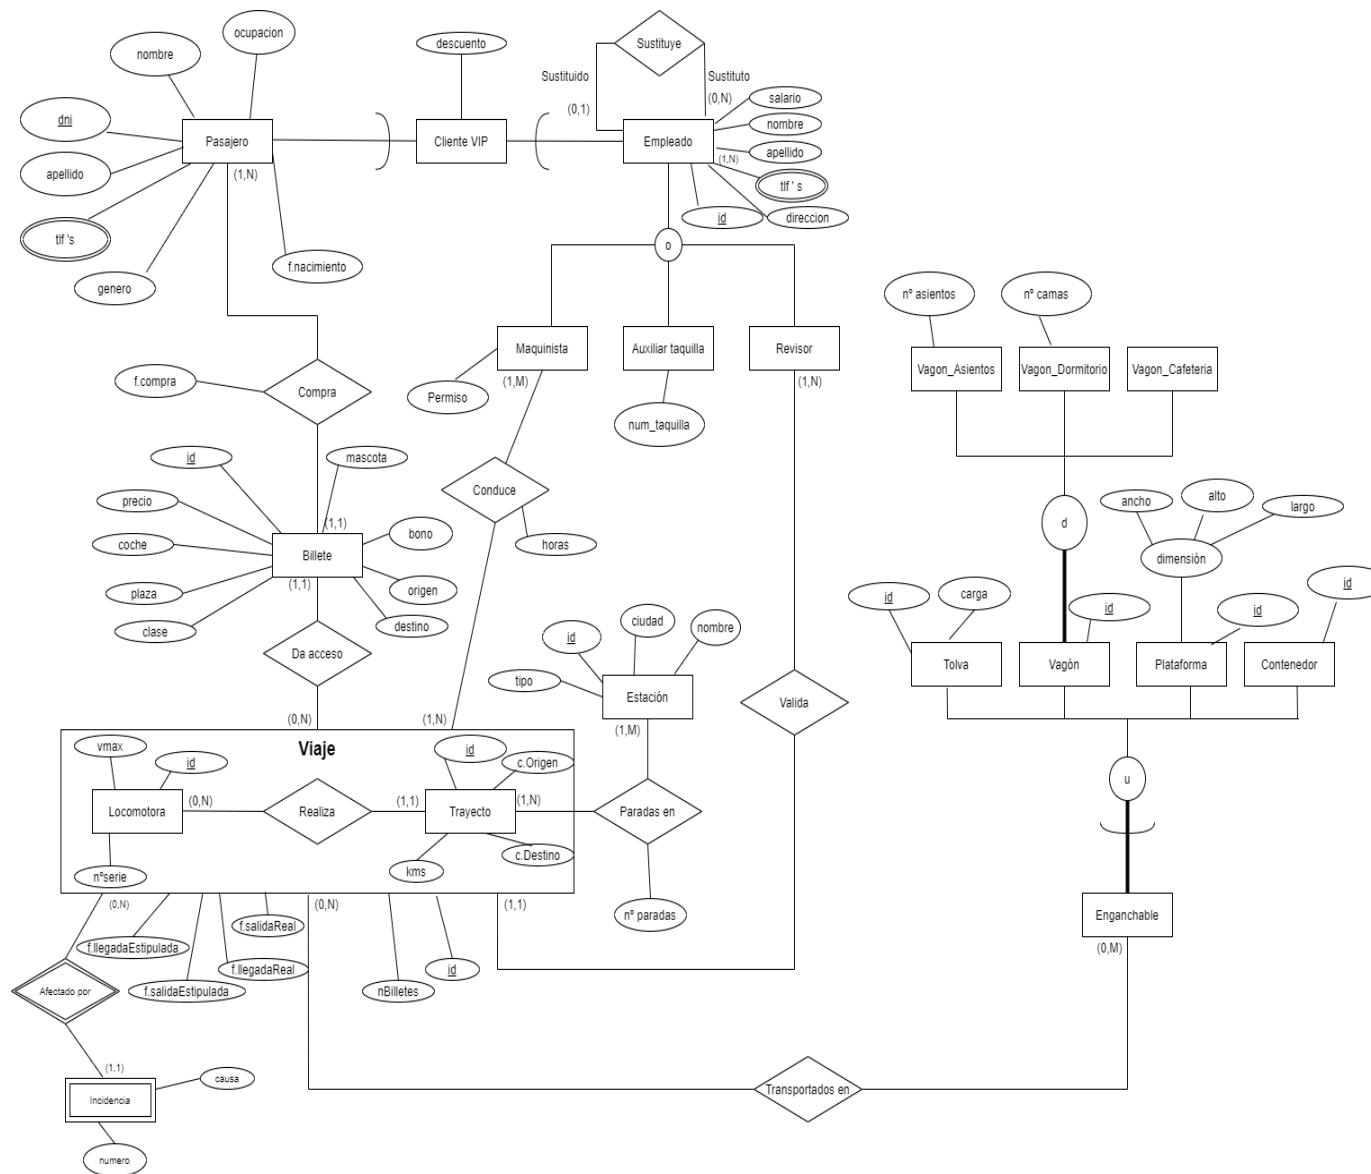 ocupacion
nombre
descuento
Sustituye
Sustituido
Sustituto
(0,1)
(0,N)
salario
dni
nombre
Pasajero
Cliente VIP
Empleado
apellido
(1,N)
(1,N)
apellido
tlf ' s
id
direccion
tlf 's
o
f.nacimiento
genero
nº asientos
nº camas
Maquinista
Auxiliar taquilla
Revisor
Vagon_Asientos
Vagon_Dormitorio
Vagon_Cafeteria
f.compra
Compra
(1,M)
(1,N)
Permiso
num_taquilla
id
mascota
Conduce
precio
ancho
alto
largo
(1,1)
bono
d
coche
Billete
horas
dimensión
(1,1)
plaza
origen
id
carga
id
id
id
clase
destino
id
ciudad
nombre
Da acceso
Tolva
Vagón
Plataforma
Contenedor
tipo
Estación
Valida
(0,N)
(1,N)
(1,M)
Viaje
vmax
id
id
c.Origen
u
(0,N)
(1,1)
(1,N)
Locomotora
Realiza
Trayecto
Paradas en
c.Destino
kms
nºserie
(0,N)
(0,N)
(1,1)
nº paradas
Enganchable
f.salidaReal
(0,M)
f.llegadaEstipulada
f.llegadaReal
id
Afectado por
f.salidaEstipulada
nBilletes
(1,1)
causa
Transportados en
Incidencia
numero